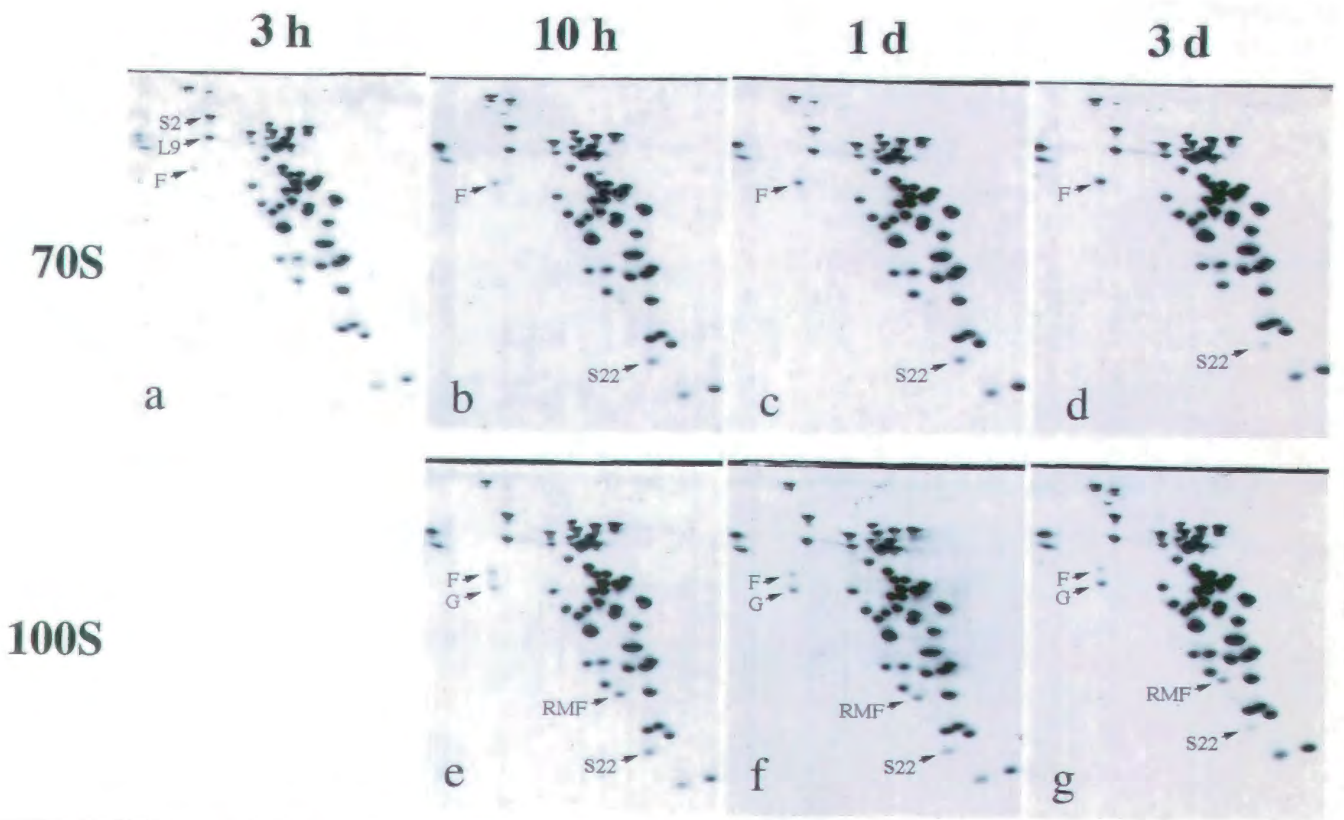 3 h 10 h 1 d 3 d
S2
L9
F F F F
70S
S22 S22 S22
a b c d
F F F
G G G
100S
RMF RMF RMF
S22 S22 S22
e f g